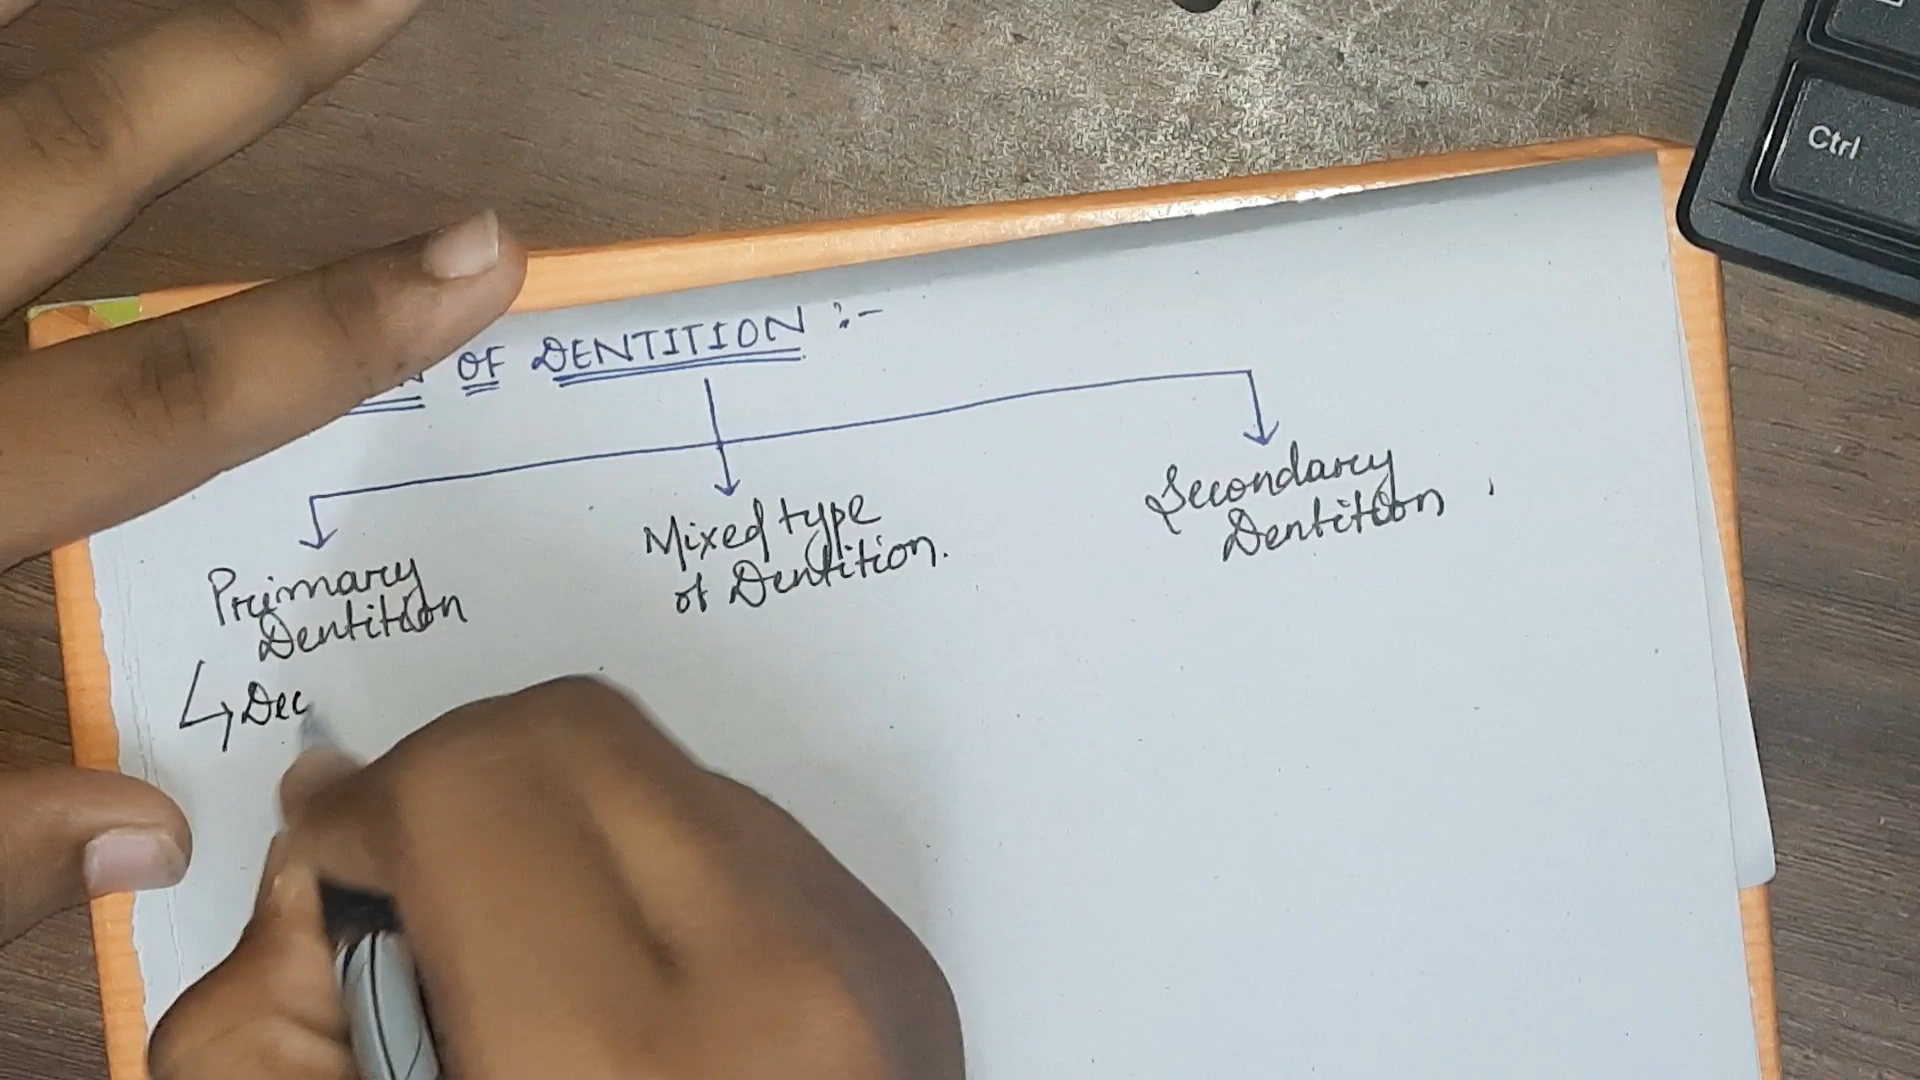 OF DENTITION :-
Primary
Dentition
Mixed type
of Dentition.
Secondary
Dentition
Dec
Ctrl